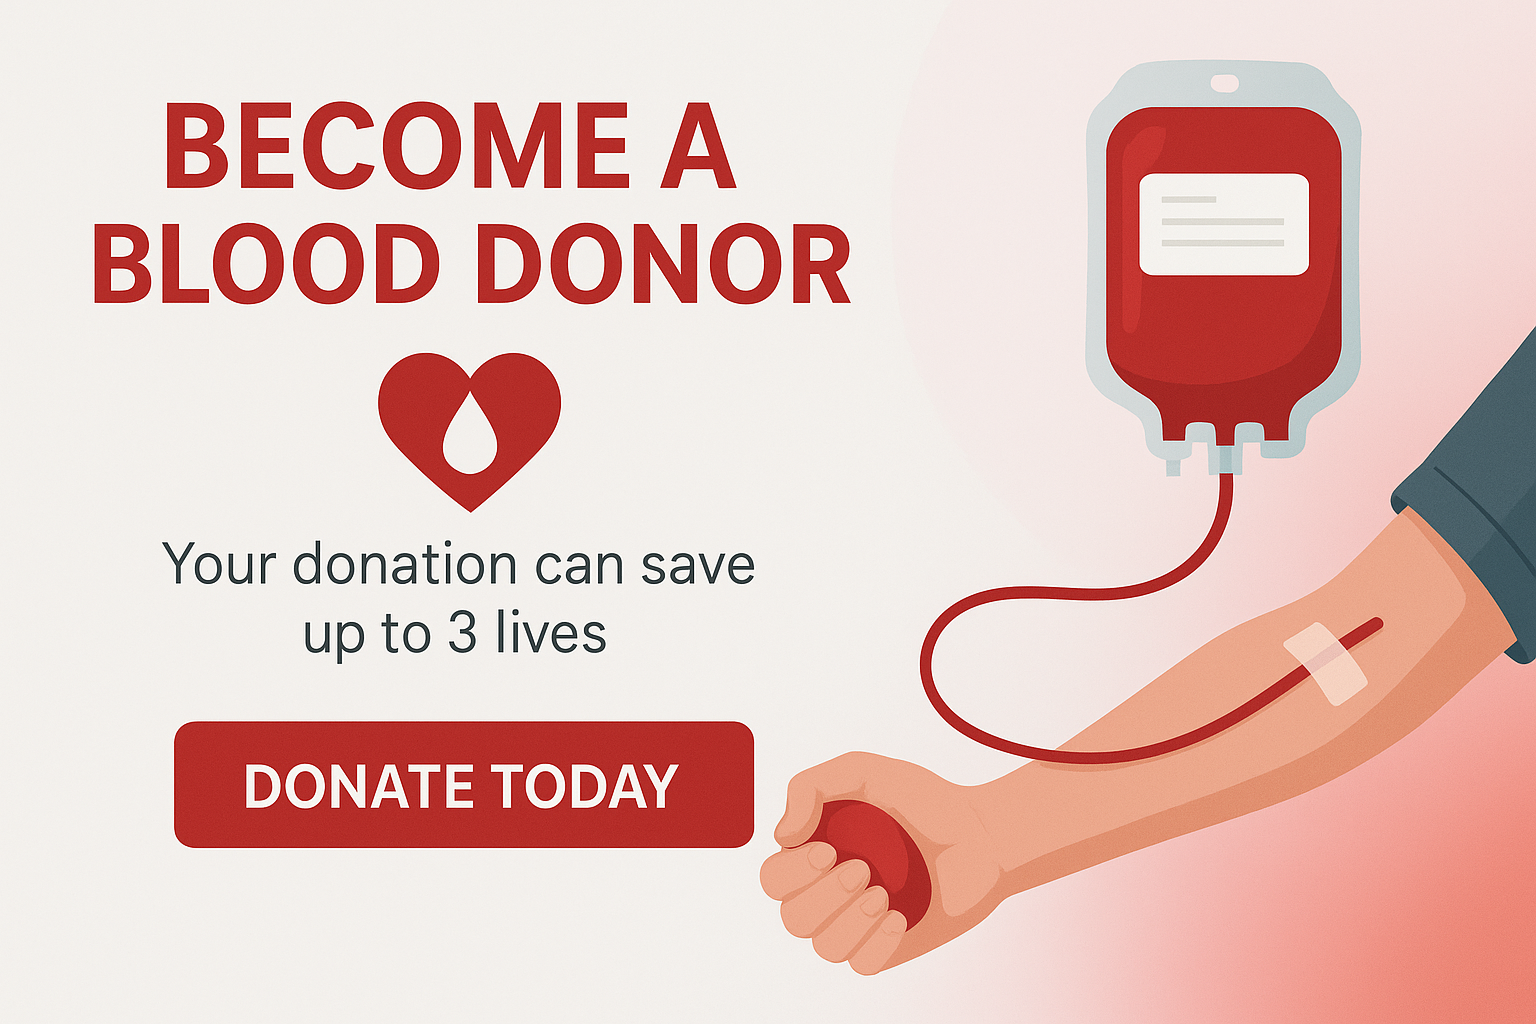 BECOME A
BLOOD DONOR
Your donation can save
up to 3 lives
DONATE TODAY